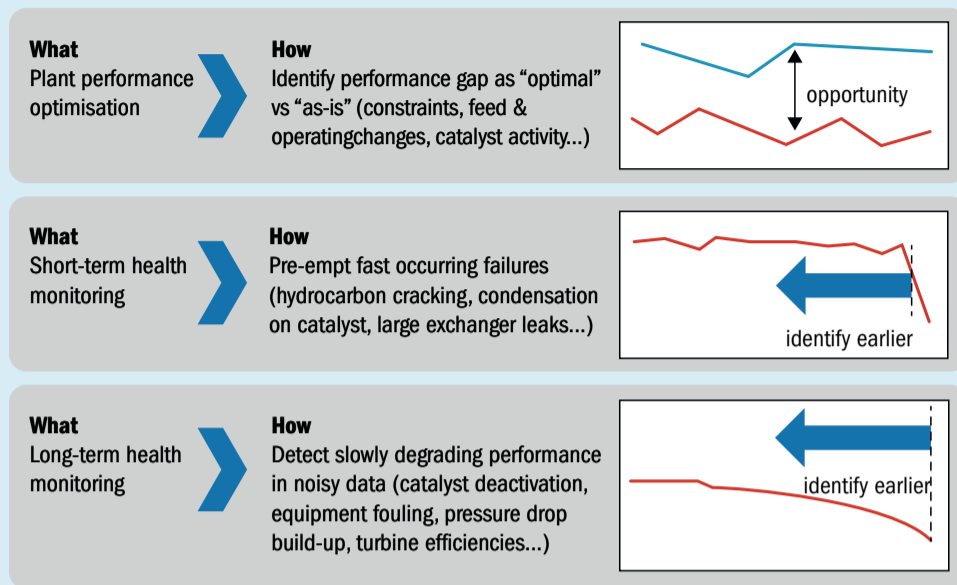 What
Plant performance
optimisation
How
Identify performance gap as “optimal”
vs “as-is” (constraints, feed &
operatingchanges, catalyst activity...)
opportunity
What
Short-term health
monitoring
How
Pre-empt fast occurring failures
(hydrocarbon cracking, condensation
on catalyst, large exchanger leaks...)
identify earlier
What
Long-term health
monitoring
How
Detect slowly degrading performance
in noisy data (catalyst deactivation,
equipment fouling, pressure drop
build-up, turbine efficiencies...)
identify earlier